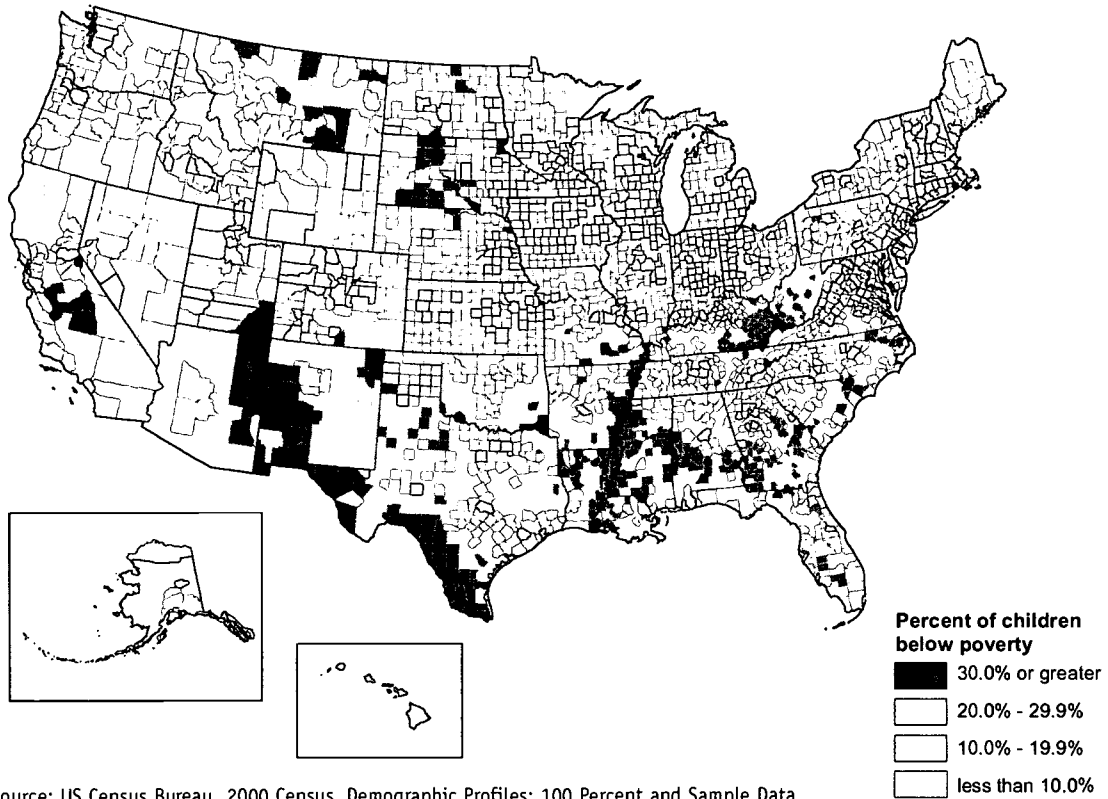 Percent of children
below poverty
30.0% or greater
20.0% - 29.9%
10.0% - 19.9%
less than 10.0%
ource: US Census Bureau, 2000 Census, Demographic Profiles: 100 Percent and Sample Data